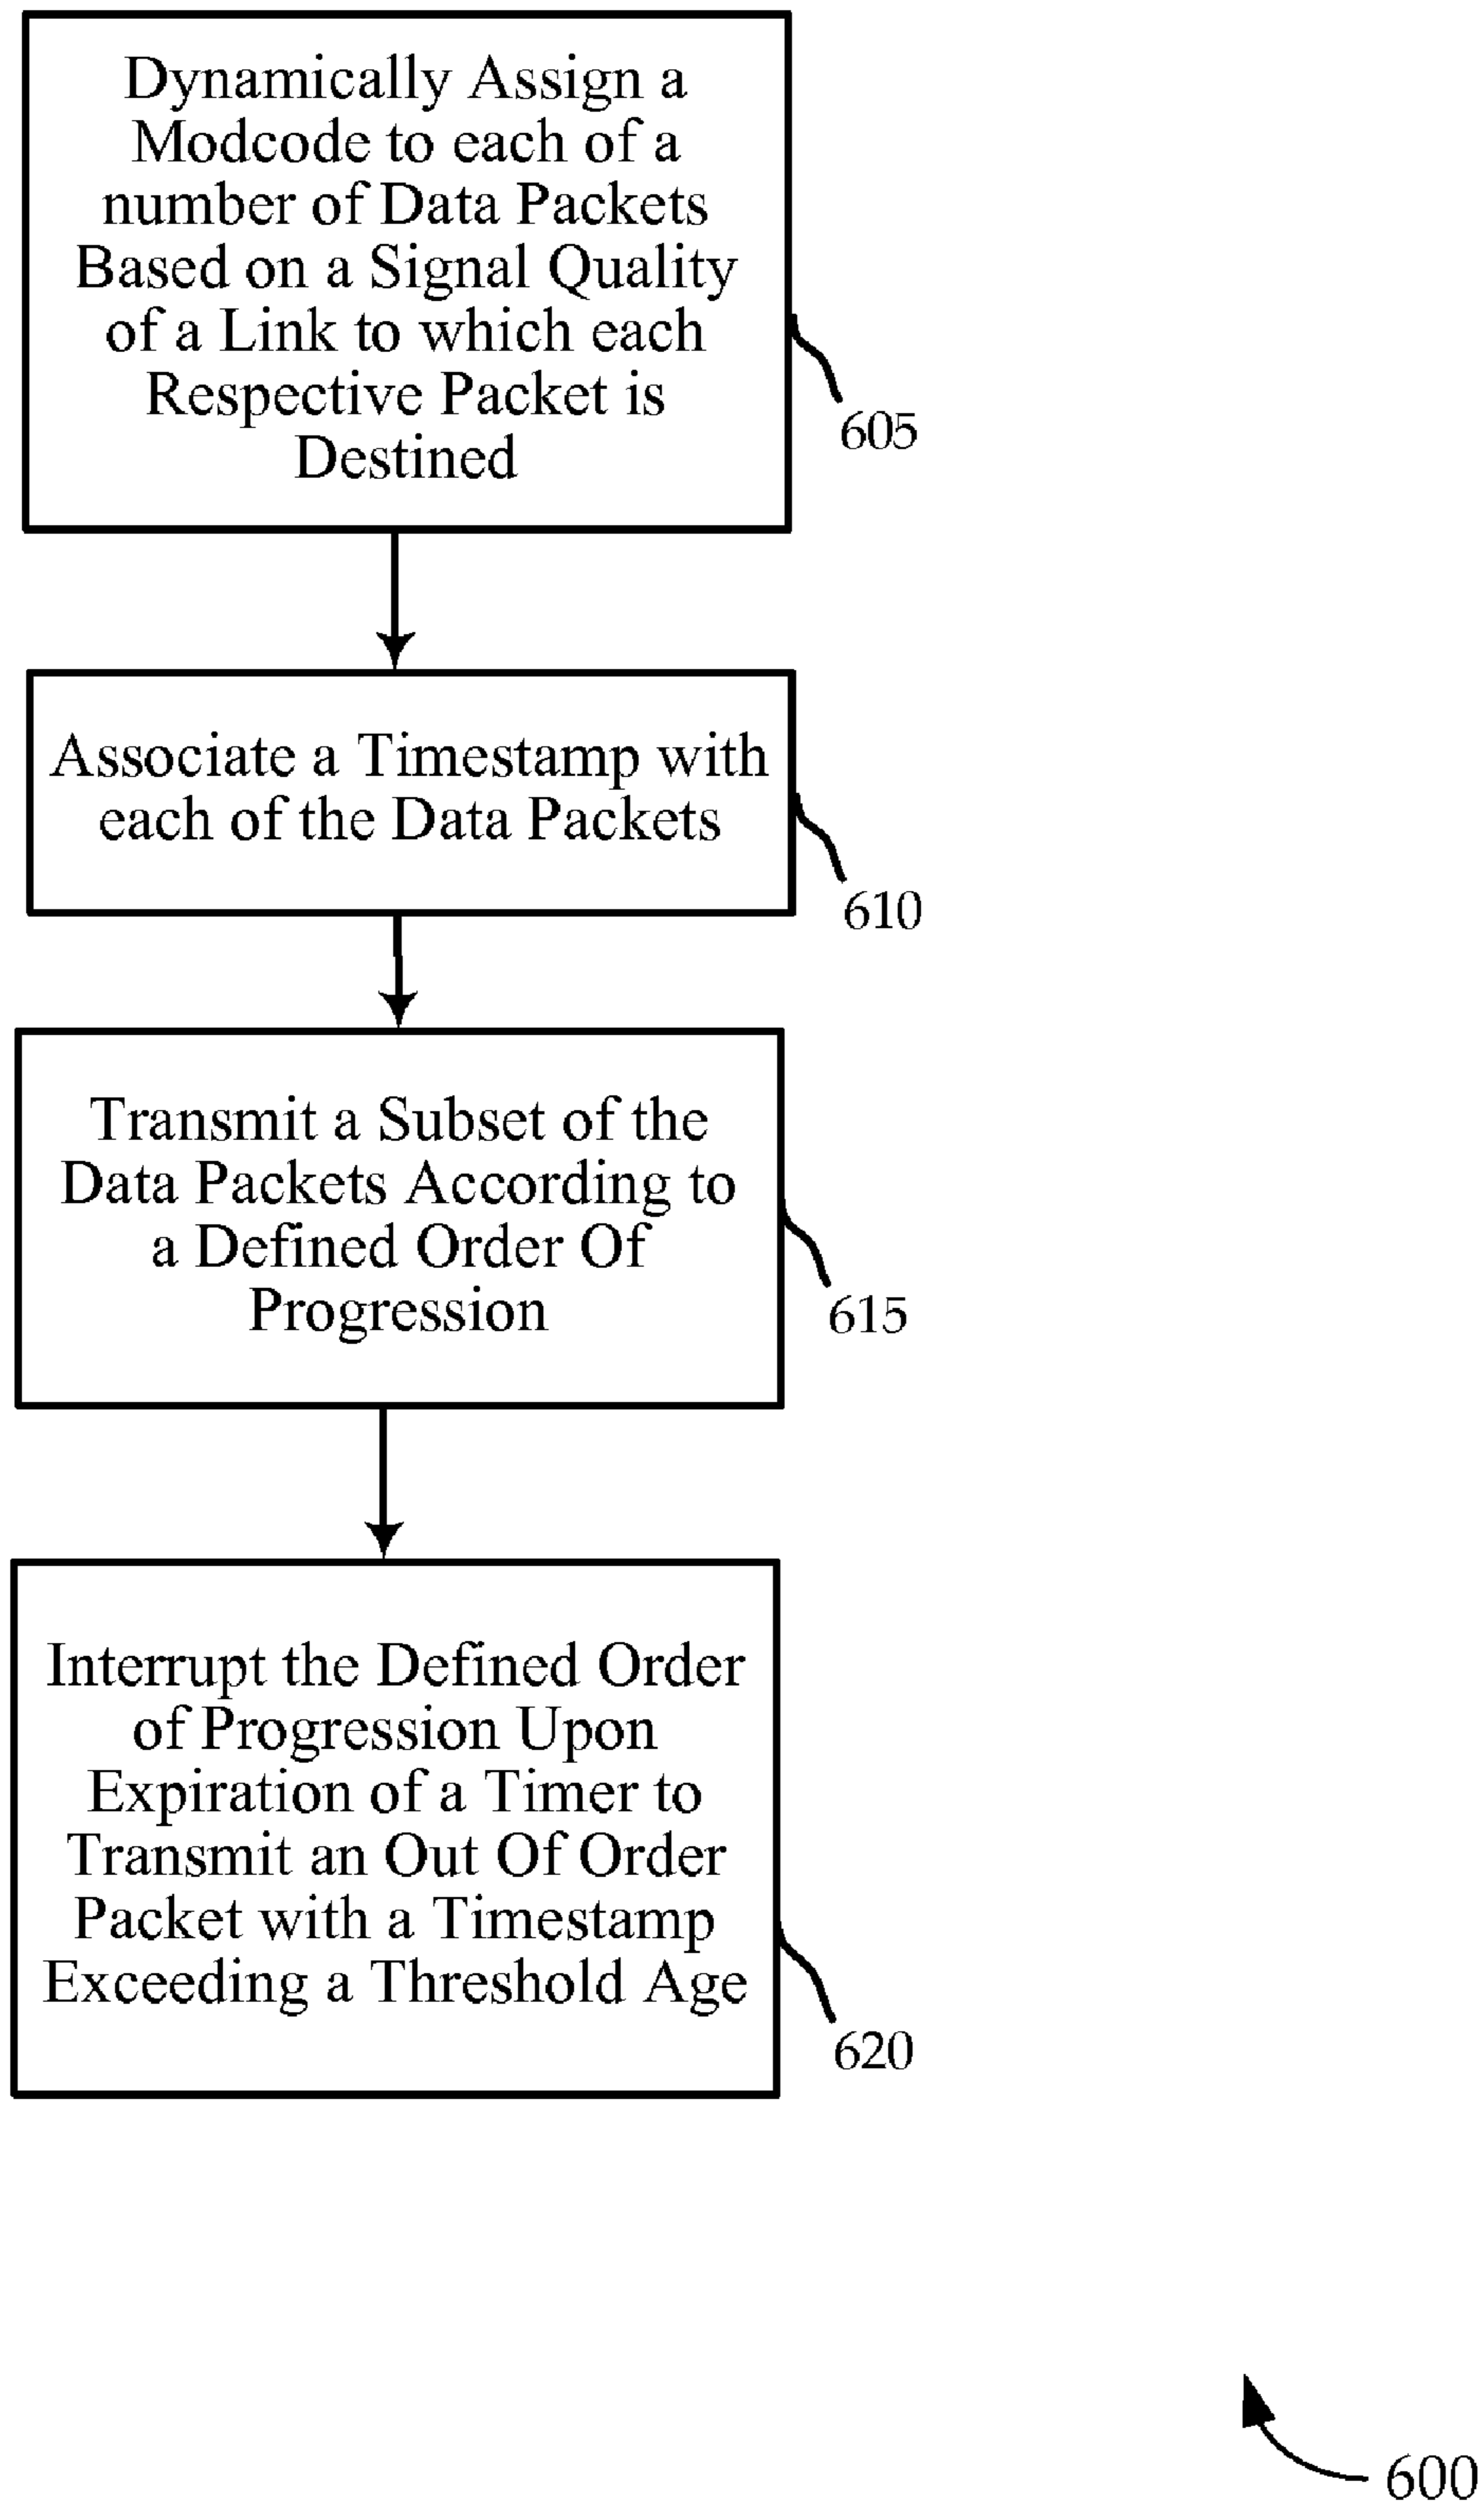 Dynamically Assign a
Modcode to each of a
number of Data Packets
Based on a Signal Quality
of a Link to which each
Respective Packet is
Destined
605
Associate a Timestamp with
each of the Data Packets
610
Transmit a Subset of the
Data Packets According to
a Defined Order Of
Progression
615
Interrupt the Defined Order
of Progression Upon
Expiration of a Timer to
Transmit an Out Of Order
Packet with a Timestamp
Exceeding a Threshold Age
620
600